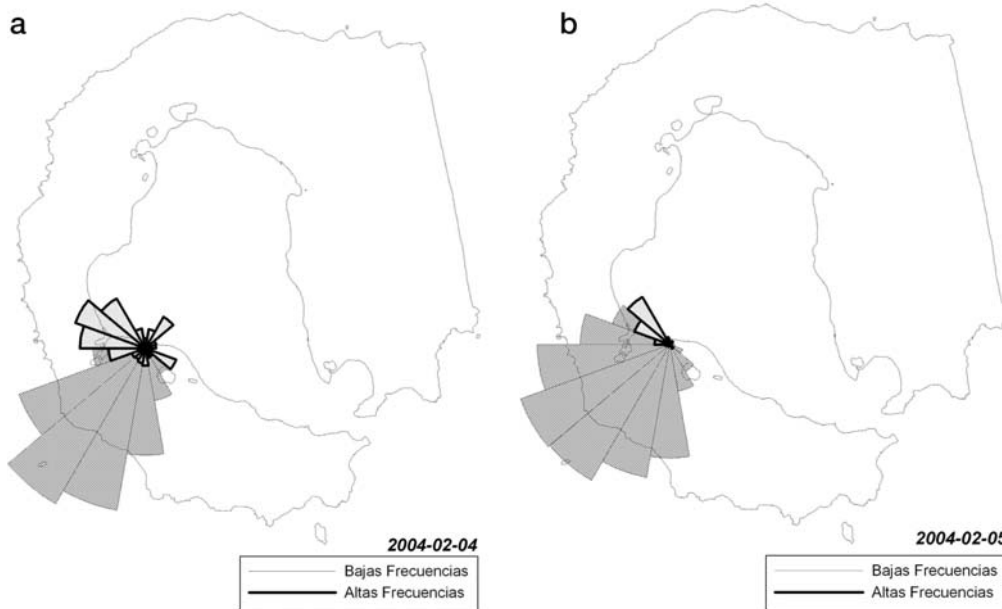 a
b
2004-02-04
2004-02-05
Bajas Frecuencias
Altas Frecuencias
Bajas Frecuencias
Altas Frecuencias